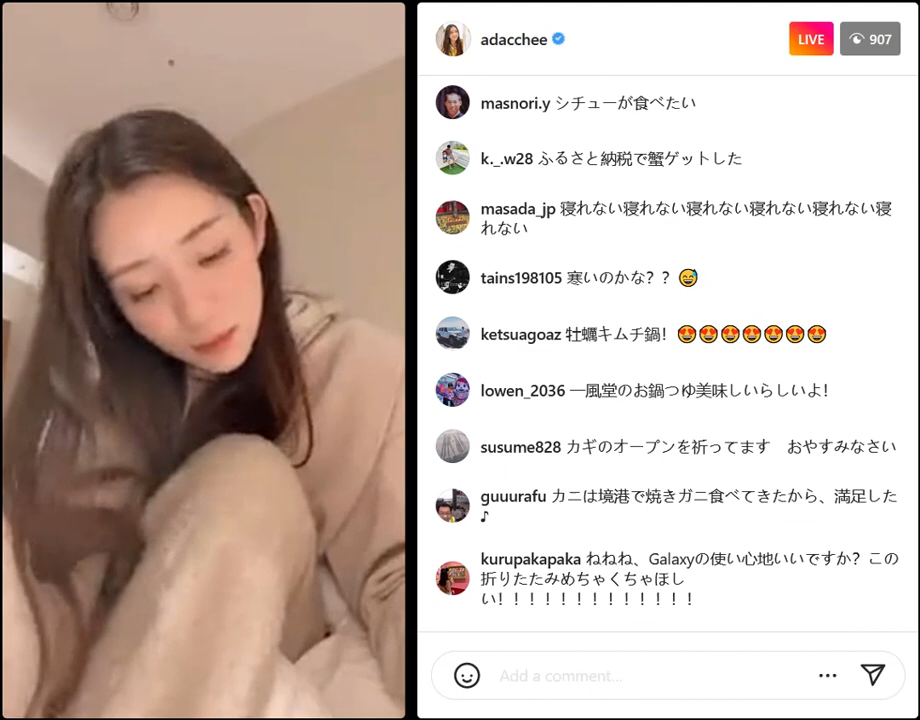 adacchee
LIVE
907
masnori.y シチューが食べたい
k._.w28 ふるさと納税で蟹ゲットした
masada_jp 寝れない寝れない寝れない寝れない寝れない寝
れない
tains198105 寒いのかな？？😅
ketsuagoaz 牡蠣キムチ鍋！😍😍😍😍😍😍😍
lowen_2036 一風堂のお鍋つゆ美味しいらしいよ！
susume828 カギのオープンを祈ってます　おやすみなさい
guuurafu カニは境港で焼きガニ食べてきたから、満足した
♪
kurupakapaka ねねね、Galaxyの使い心地いいですか？この
折りたたみめちゃくちゃほし
い！！！！！！！！！！！！！
Add a comment...